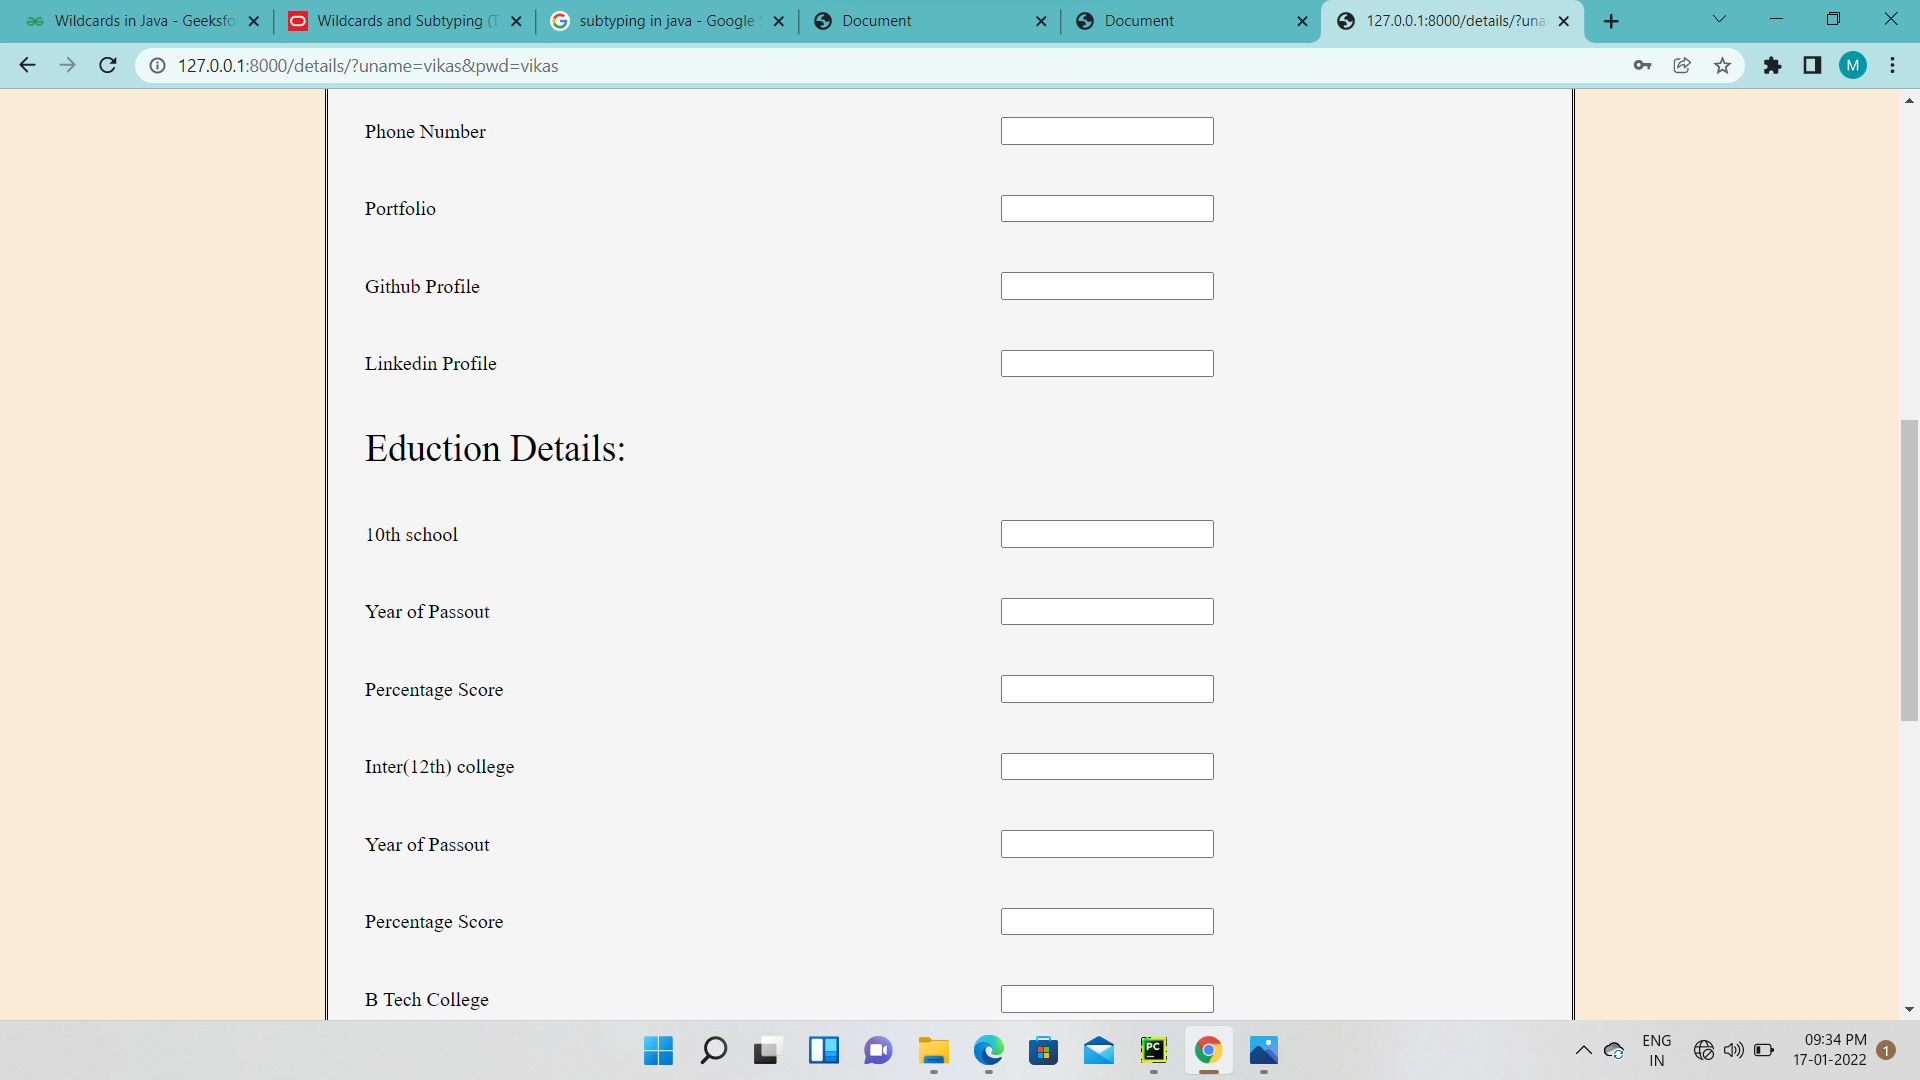 Wildcards in Java - Geeksfo
Wildcards and Subtyping (T
subtyping in java - Google S
Document
Document
127.0.0.1:8000/details/?una
127.0.0.1:8000/details/?uname=vikas&pwd=vikas
M
Phone Number
Portfolio
Github Profile
Linkedin Profile
Eduction Details:
10th school
Year of Passout
Percentage Score
Inter(12th) college
Year of Passout
Percentage Score
B Tech College
PC
ENG
IN
09:34 PM
17-01-2022
1